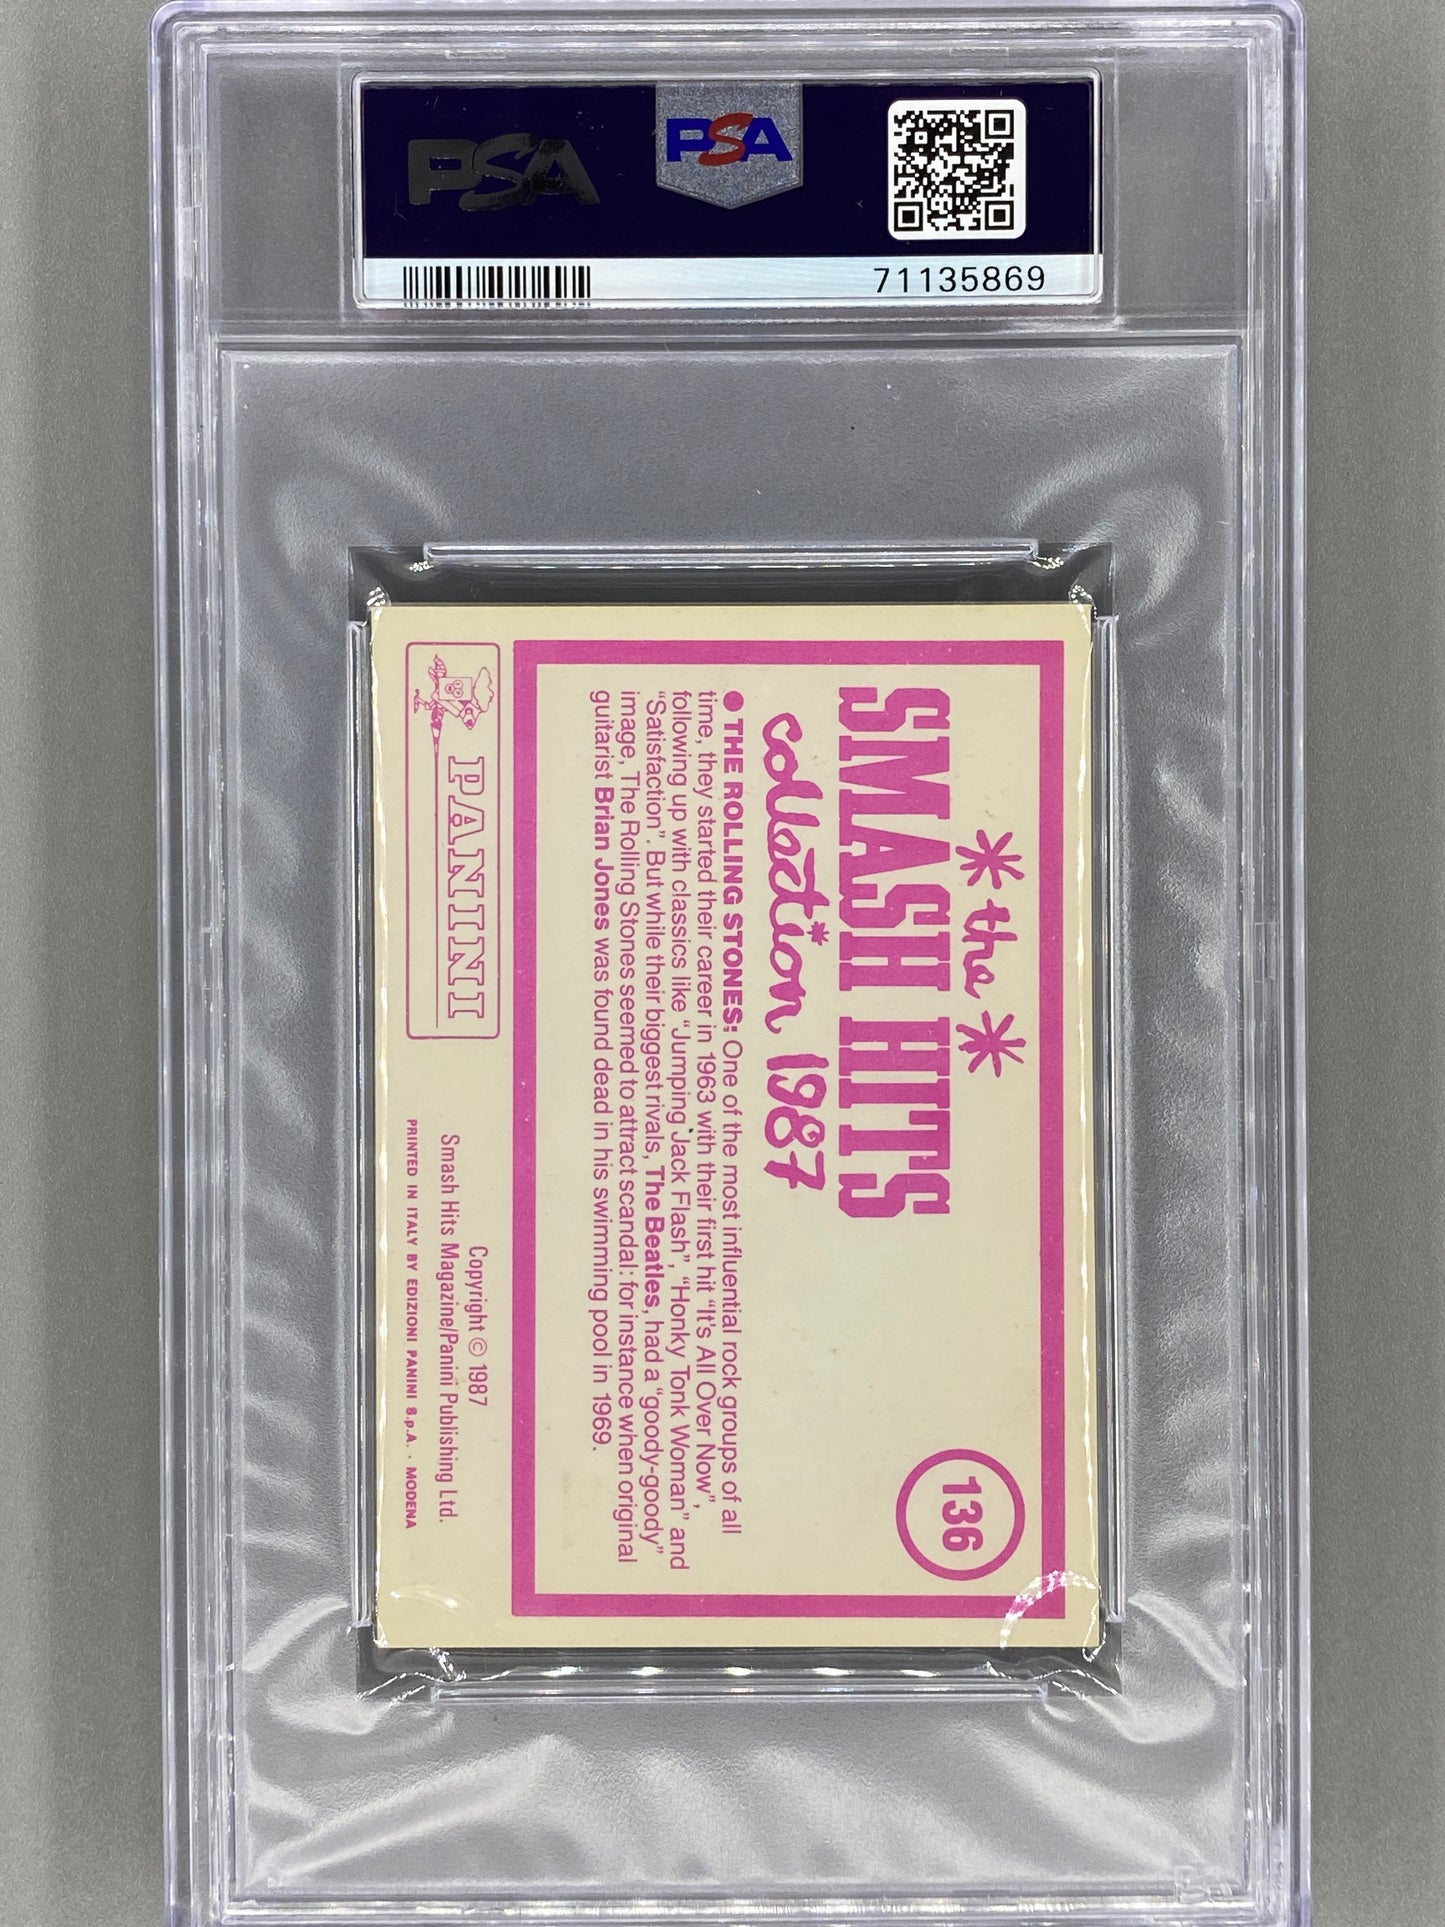 PSA
PSA
71135869
*the*
SMASH HITS
collection 1987
136
● THE ROLLING STONES: One of the most influential rock groups of all
time, they started their career in 1963 with their first hit “It's All Over Now”,
following up with classics like “Jumping Jack Flash”, “Honky Tonk Woman” and
“Satisfaction”. But while their biggest rivals, The Beatles, had a “goody-goody”
image, The Rolling Stones seemed to attract scandal: for instance when original
guitarist Brian Jones was found dead in his swimming pool in 1969.
PANINI
Copyright © 1987
Smash Hits Magazine/Panini Publishing Ltd.
PRINTED IN ITALY BY EDIZIONI PANINI S.p.A. - MODENA